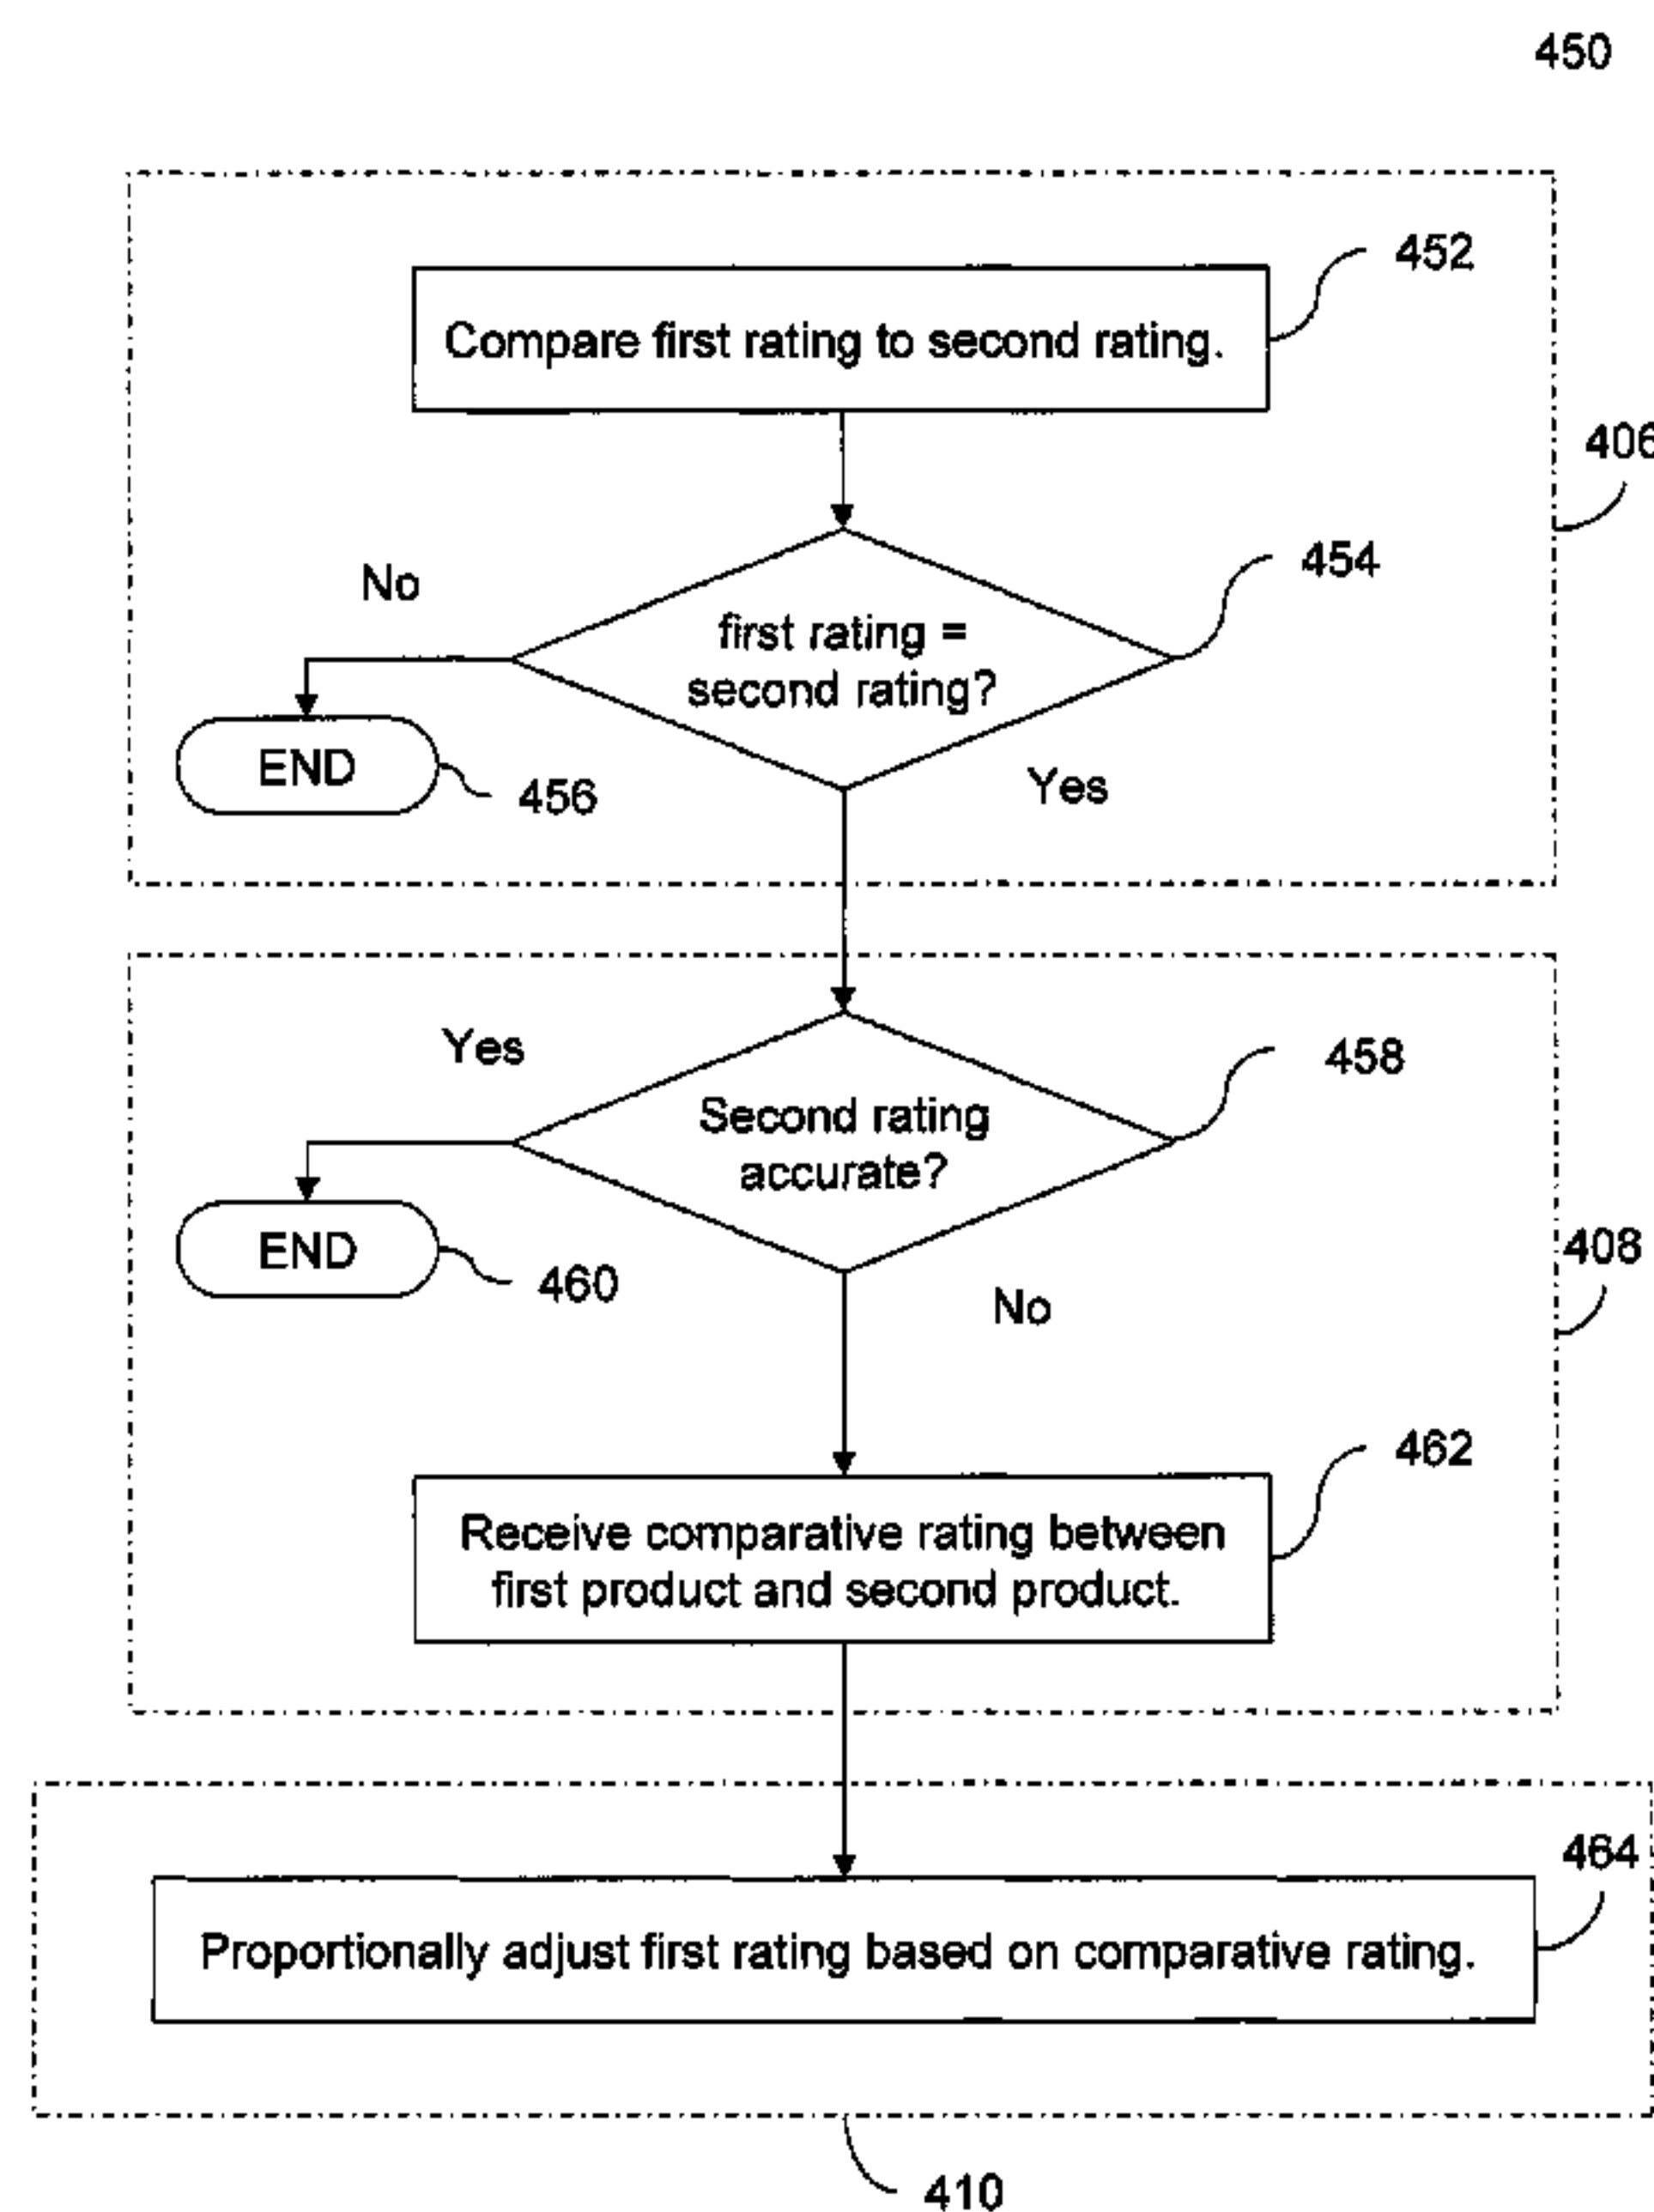 450
452
Compare first rating to second rating.
406
454
No
first rating =
second rating?
END
456
Yes
Yes
458
Second rating
accurate?
END
460
408
No
462
Receive comparative rating between
first product and second product.
464
Proportionally adjust first rating based on comparative rating.
410